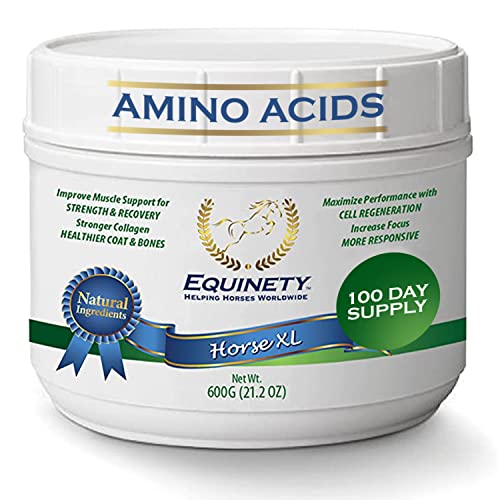 AMINO ACIDS
Improve Muscle Support for
STRENGTH & RECOVERY
Stronger Collagen
HEALTHIER COAT & BONES
Maximize Performance with
CELL REGENERATION
Increase Focus
MORE RESPONSIVE
EQUINETY™
HELPING HORSES WORLDWIDE
Natural
Ingredients
100 DAY
SUPPLY
Horse XL
Net Wt.
600G (21.2 OZ)